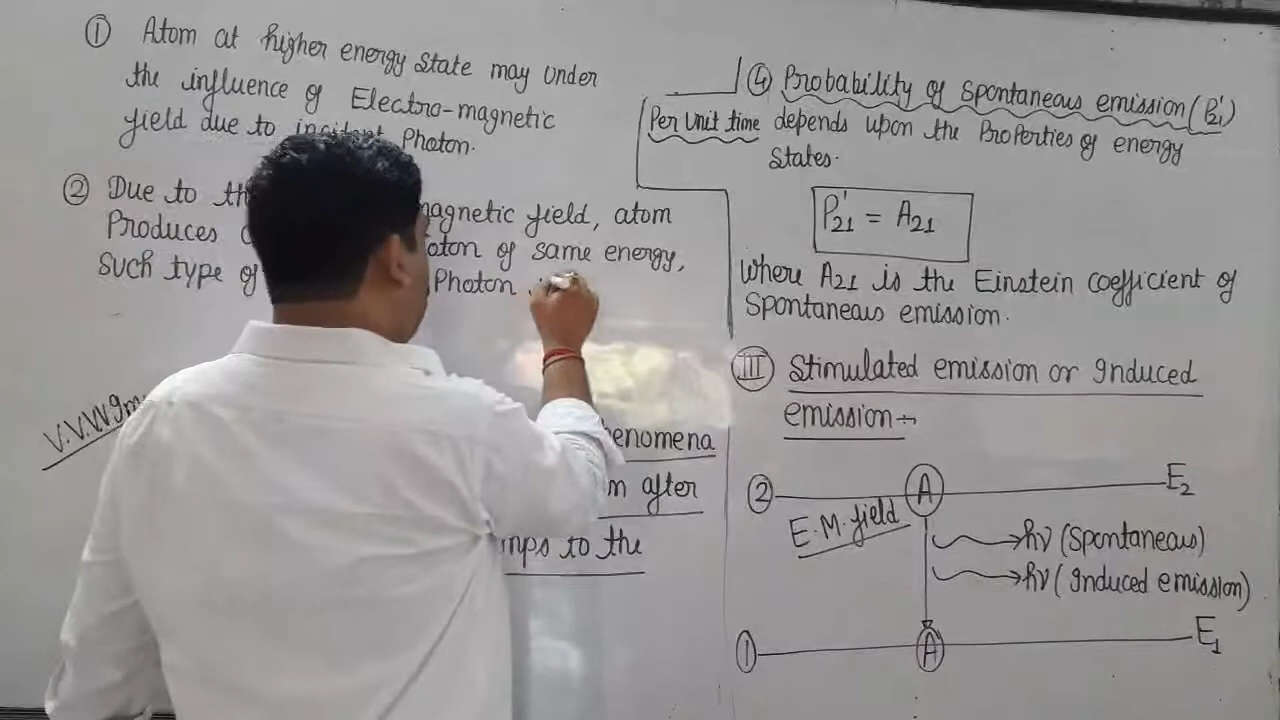 ① Atom at higher energy state may under
the influence of Electro-magnetic
field due to incident Photon.
② Due to magnetic field, atom
Produces of same energy,
such type of Photon
V.V.V.
phenomena
after
to the
④ Probability of Spontaneous emission (P'21)
Per Unit time depends upon the Properties of energy
States.
P'21 = A21
where A21 is the Einstein coefficient of
Spontaneous emission.
III Stimulated emission or Induced
emission →
② A E2
E.M. field
hν (Spontaneous)
hν (Induced emission)
① A E1